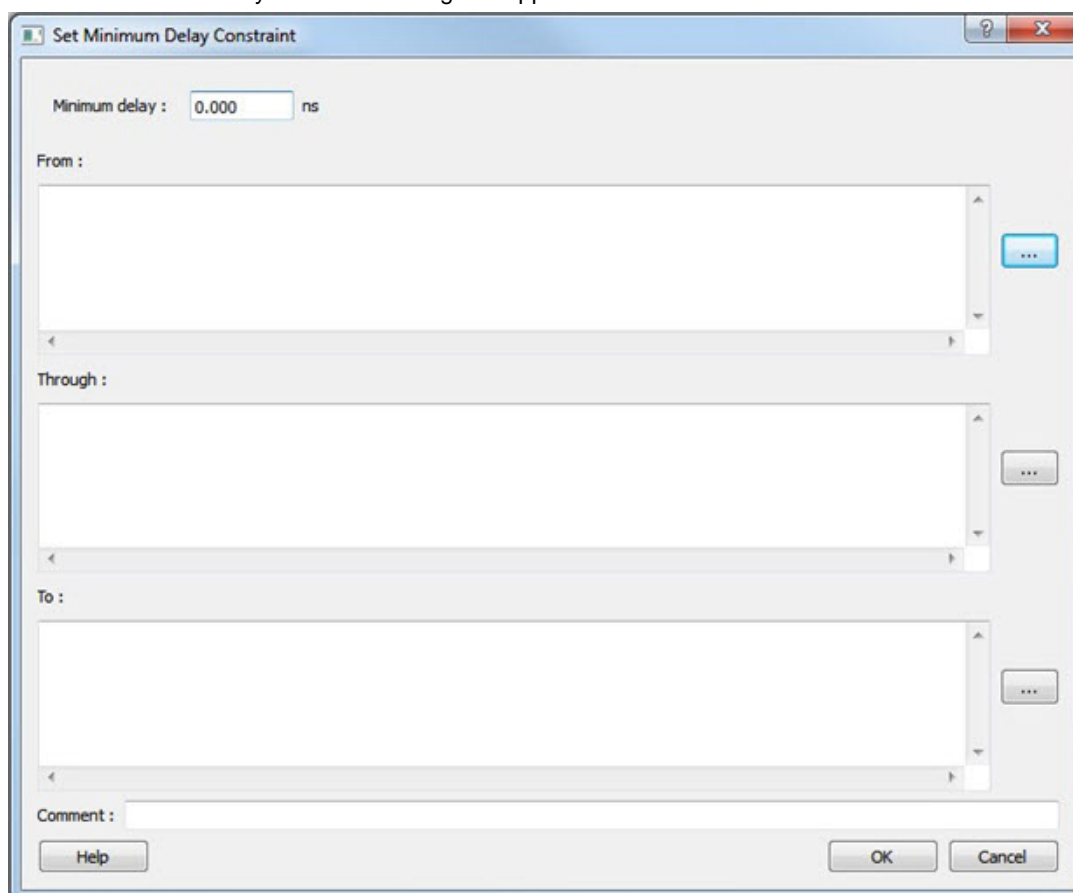 Set Minimum Delay Constraint
Minimum delay : 0.000 ns
From :
...
Through :
...
To :
...
Comment :
Help OK Cancel